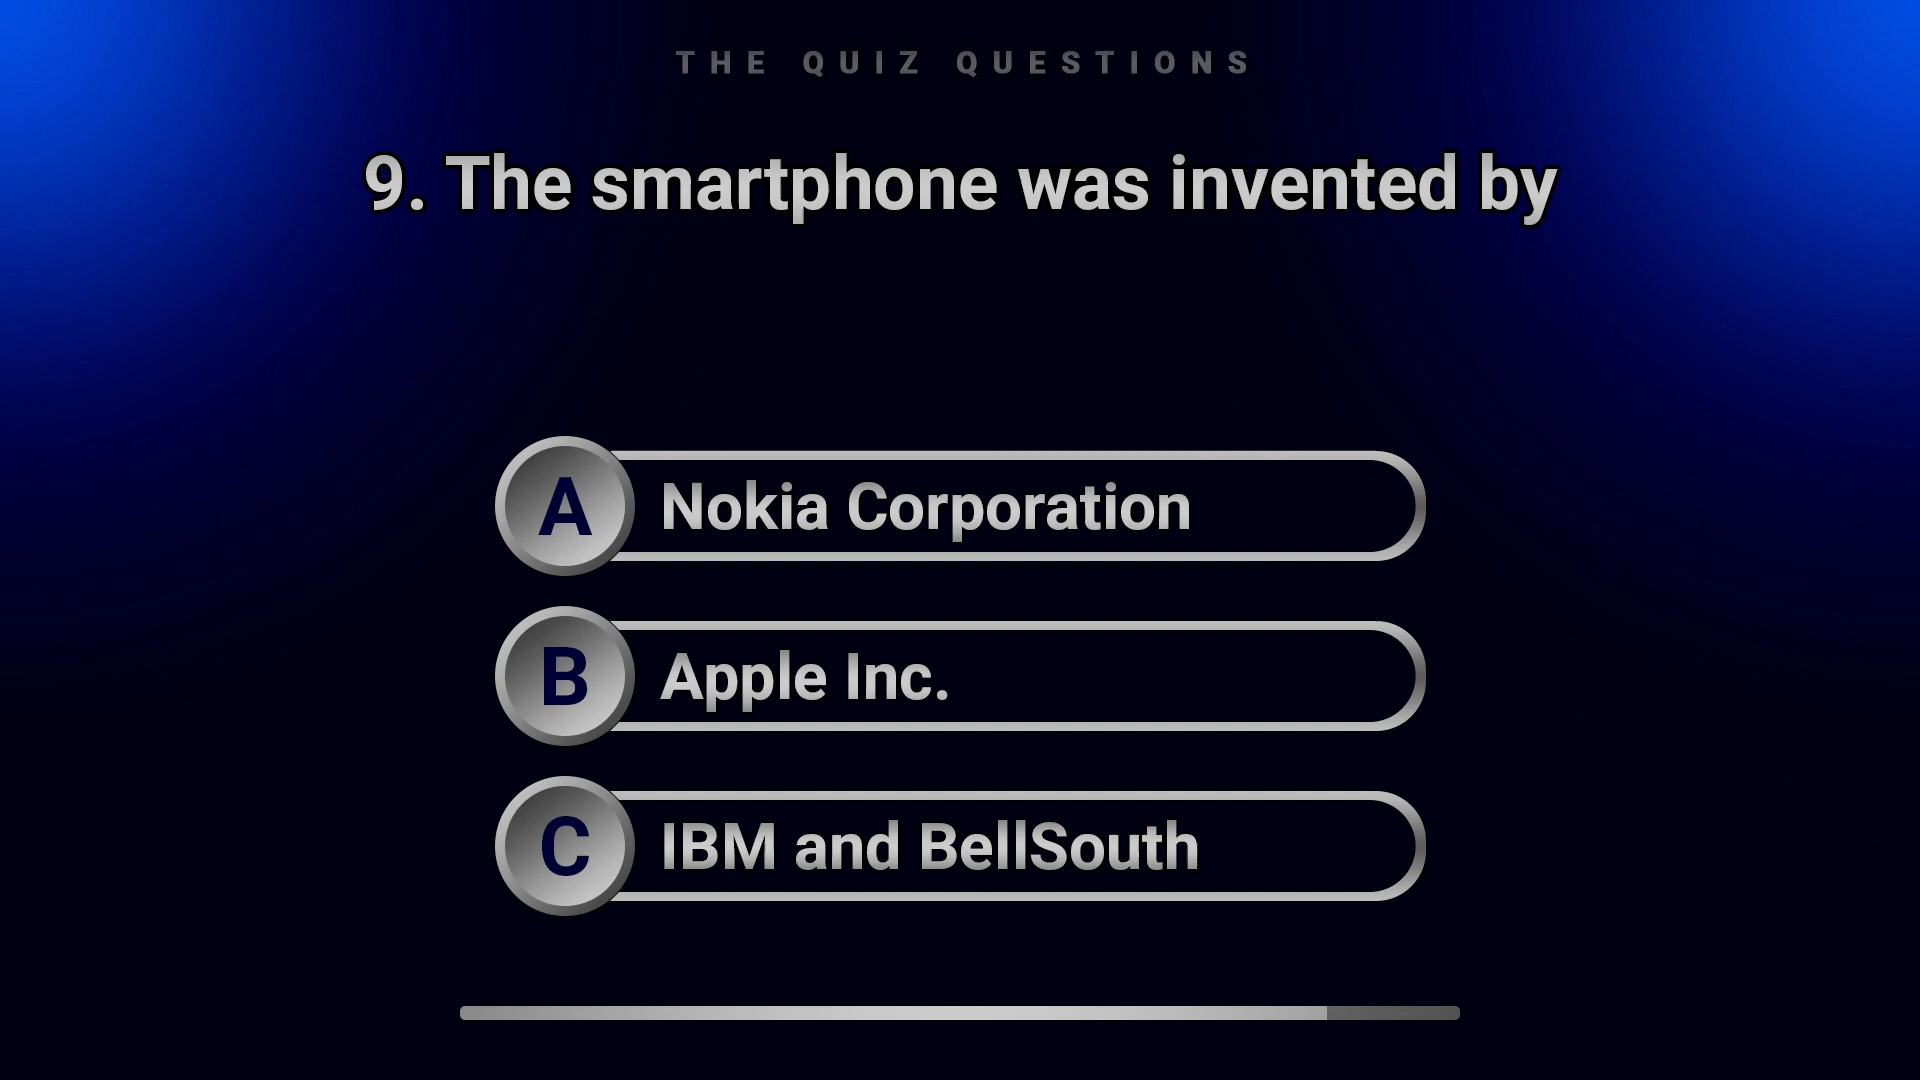 THE QUIZ QUESTIONS
9. The smartphone was invented by
A Nokia Corporation
B Apple Inc.
C IBM and BellSouth